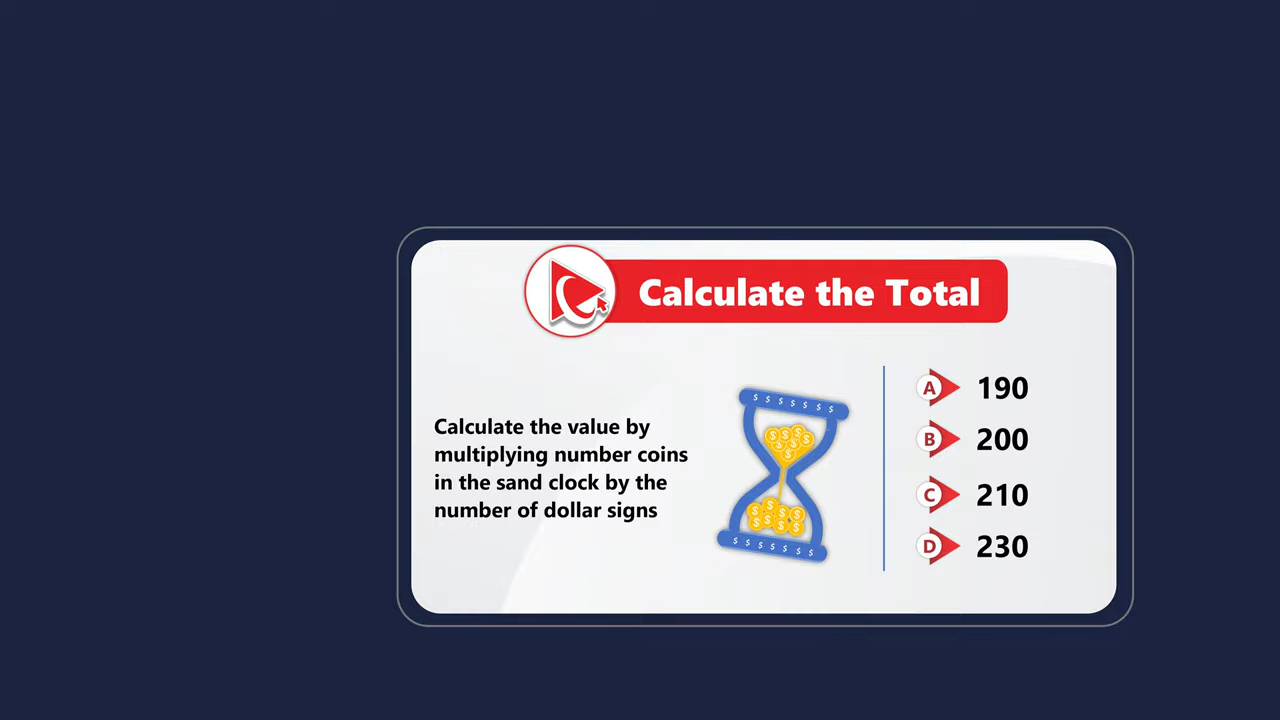 Calculate the Total
Calculate the value by
multiplying number coins
in the sand clock by the
number of dollar signs
$ $ $ $ $ $ $
$ $ $ $ $ $ $
A 190
B 200
C 210
D 230